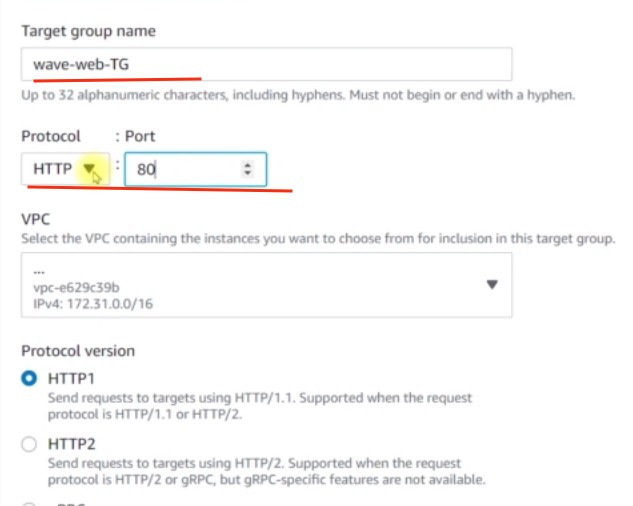 Target group name
wave-web-TG
Up to 32 alphanumeric characters, including hyphens. Must not begin or end with a hyphen.
Protocol : Port
HTTP : 80
VPC
Select the VPC containing the instances you want to choose from for inclusion in this target group.
...
vpc-e629c39b
IPv4: 172.31.0.0/16
Protocol version
HTTP1
Send requests to targets using HTTP/1.1. Supported when the request
protocol is HTTP/1.1 or HTTP/2.
HTTP2
Send requests to targets using HTTP/2. Supported when the request
protocol is HTTP/2 or gRPC, but gRPC-specific features are not available.